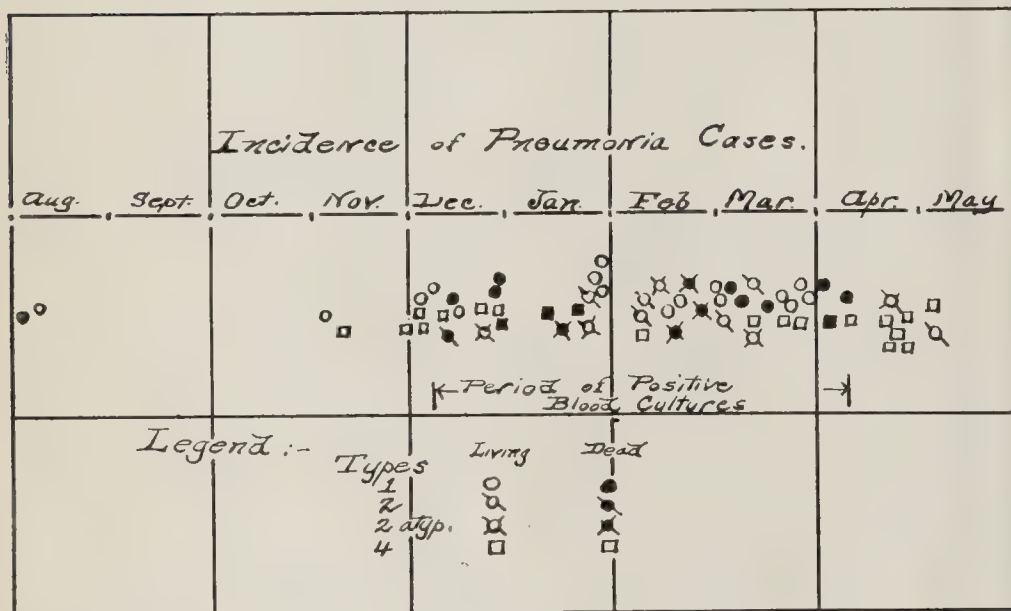 Incidence of Pneumonia Cases.
Aug. Sept. Oct. Nov. Dec. Jan. Feb Mar. Apr. May
Period of Positive
Blood Cultures
Legend :-
Types Living Dead
1
2
2 atyp.
4